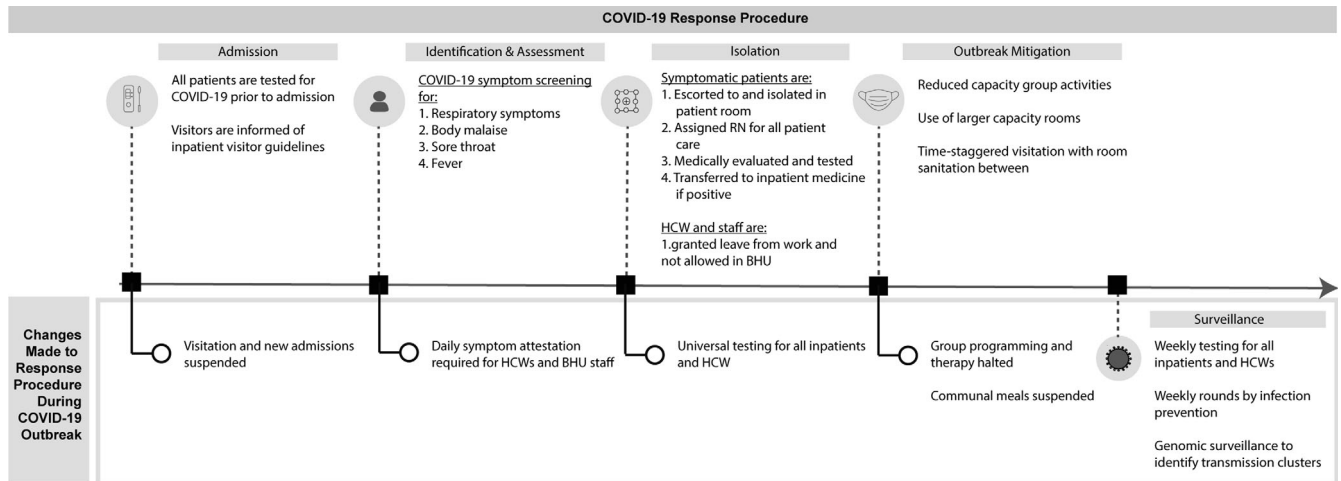 COVID-19 Response Procedure
Admission
All patients are tested for
COVID-19 prior to admission
Visitors are informed of
inpatient visitor guidelines
Identification & Assessment
COVID-19 symptom screening
for:
1. Respiratory symptoms
2. Body malaise
3. Sore throat
4. Fever
Isolation
Symptomatic patients are:
1. Escorted to and isolated in
patient room
2. Assigned RN for all patient
care
3. Medically evaluated and tested
4. Transferred to inpatient medicine
if positive
HCW and staff are:
1.granted leave from work and
not allowed in BHU
Outbreak Mitigation
Reduced capacity group activities
Use of larger capacity rooms
Time-staggered visitation with room
sanitation between
Changes
Made to
Response
Procedure
During
COVID-19
Outbreak
Visitation and new admissions
suspended
Daily symptom attestation
required for HCWs and BHU staff
Universal testing for all inpatients
and HCW
Group programming and
therapy halted
Communal meals suspended
Surveillance
Weekly testing for all
inpatients and HCWs
Weekly rounds by infection
prevention
Genomic surveillance to
identify transmission clusters